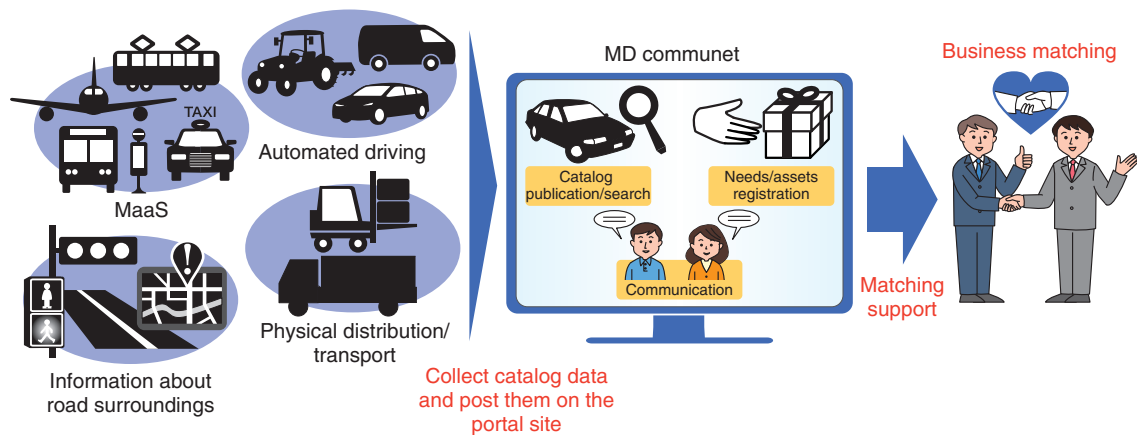 TAXI
MaaS
Automated driving
Information about
road surroundings
Physical distribution/
transport
Collect catalog data
and post them on the
portal site
MD communet
Catalog
publication/search
Needs/assets
registration
Communication
Matching
support
Business matching